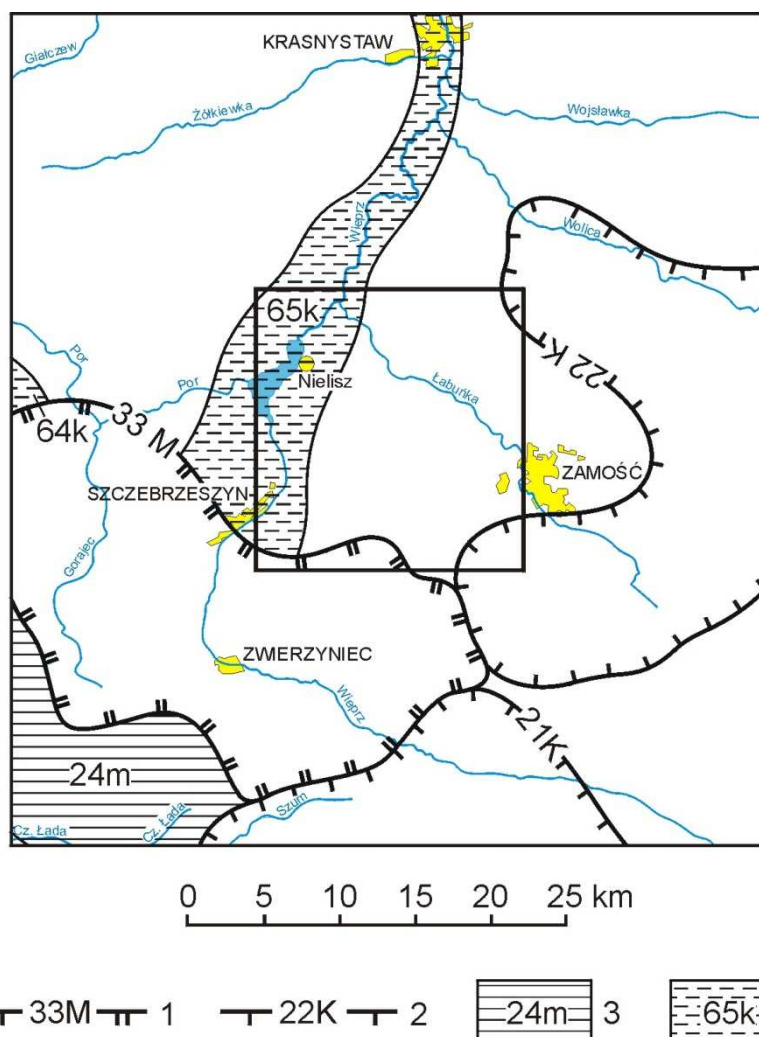 KRASNYSTAW
Giałczew
Żółkiewka
Wojsławka
Wieprz
Wolica
65k
22 K
Por
Por
Nielisz
Łabuńka
64k
33 M
SZCZEBRZESZYN
ZAMOŚĆ
Gorajec
ZWIERZYNIEC
Wieprz
21K
24m
Szum
Cz. Łada
Cz. Łada
0 5 10 15 20 25 km
33M 1 22K 2 24m 3 65k